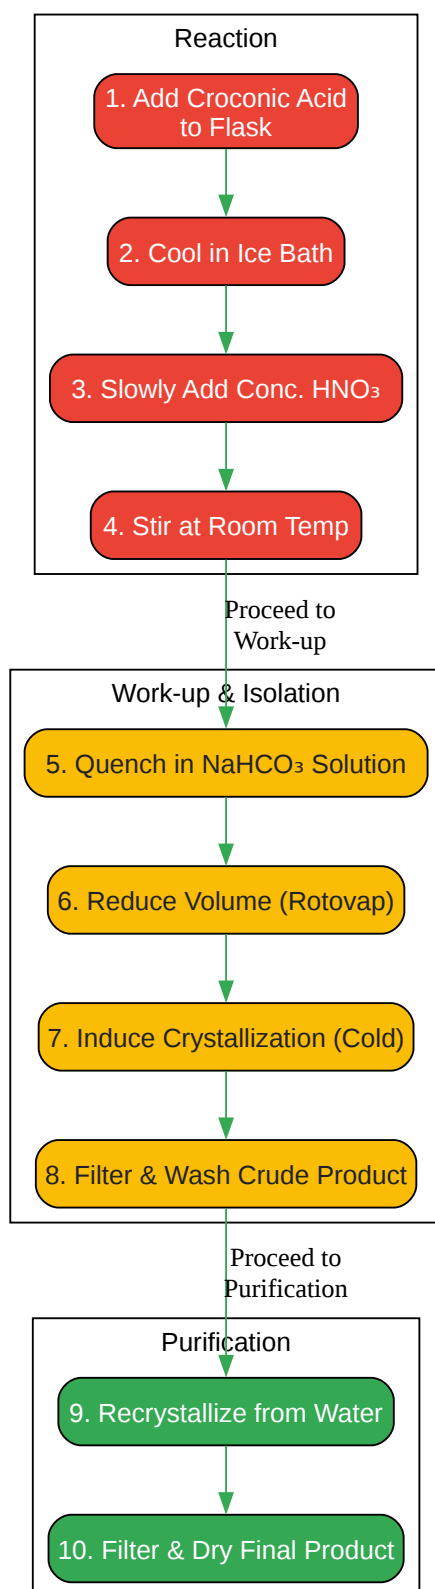 Reaction
1. Add Croconic Acid
to Flask
2. Cool in Ice Bath
3. Slowly Add Conc. HNO₃
4. Stir at Room Temp
Proceed to
Work-up
Work-up & Isolation
5. Quench in NaHCO₃ Solution
6. Reduce Volume (Rotovap)
7. Induce Crystallization (Cold)
8. Filter & Wash Crude Product
Proceed to
Purification
Purification
9. Recrystallize from Water
10. Filter & Dry Final Product